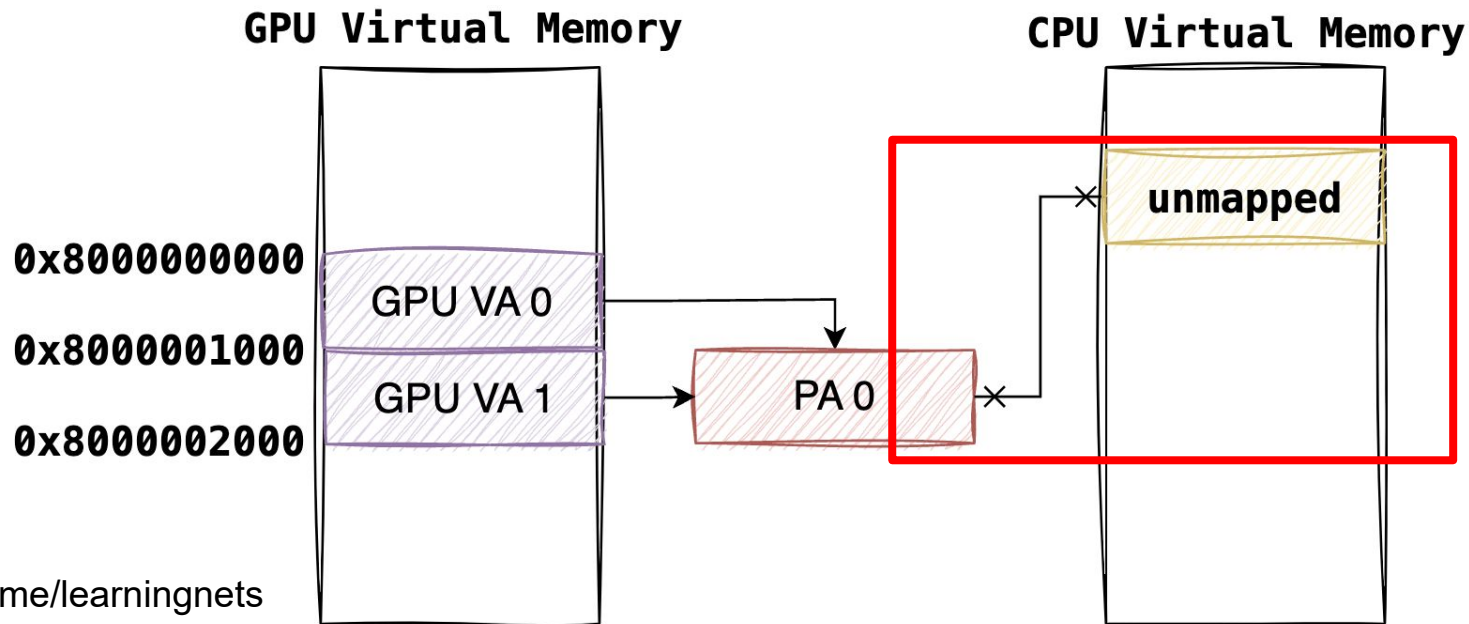 GPU Virtual Memory
CPU Virtual Memory
unmapped
0x8000000000
GPU VA 0
0x8000001000
GPU VA 1
PA 0
0x8000002000
me/learningnets